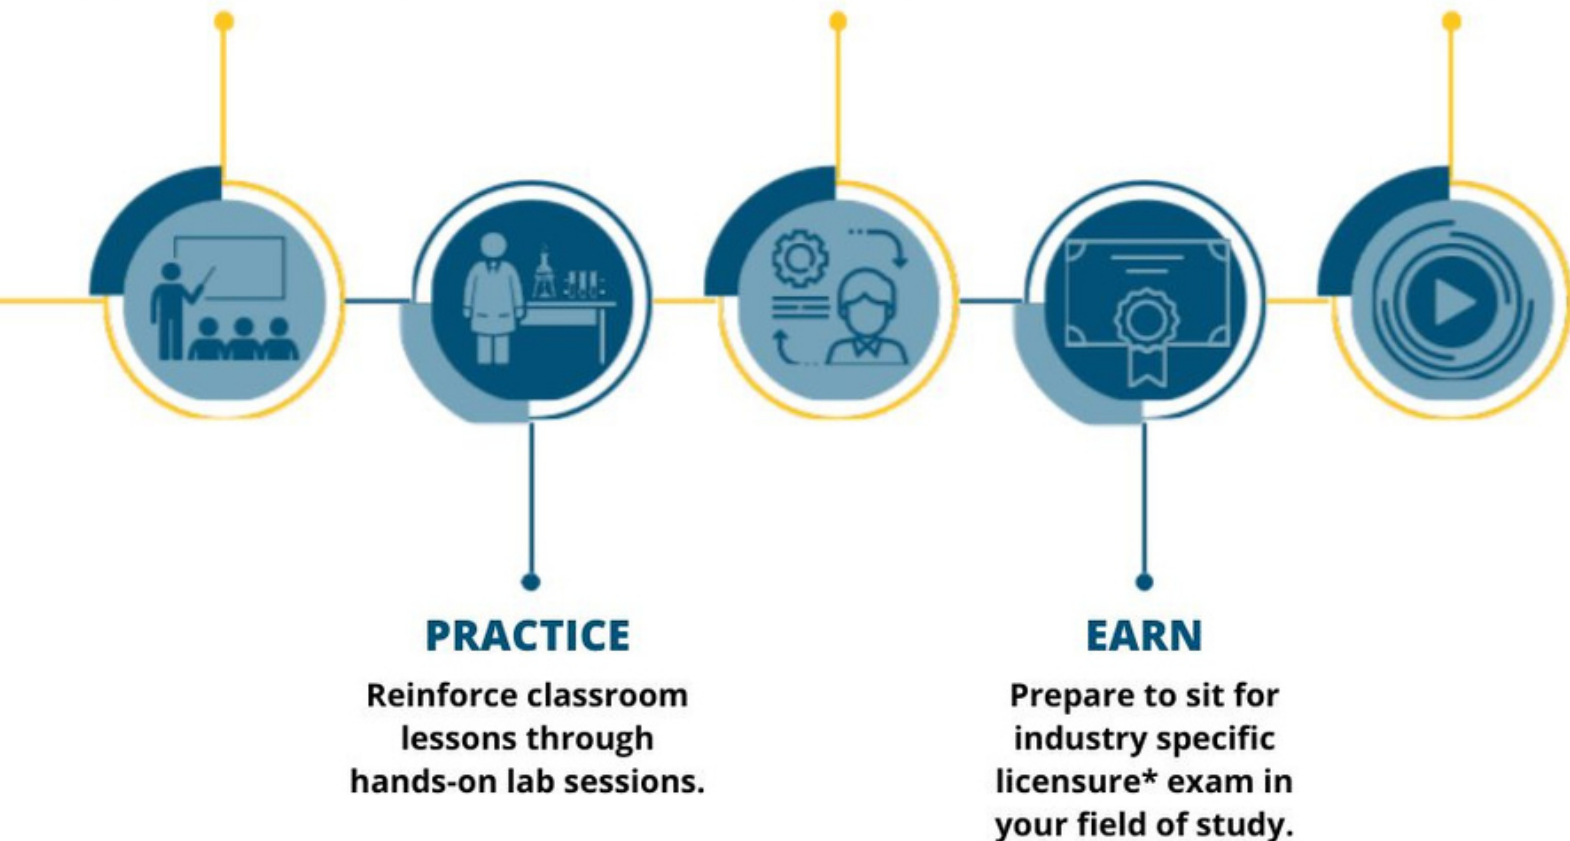 PRACTICE
Reinforce classroom
lessons through
hands-on lab sessions.
EARN
Prepare to sit for
industry specific
licensure* exam in
your field of study.